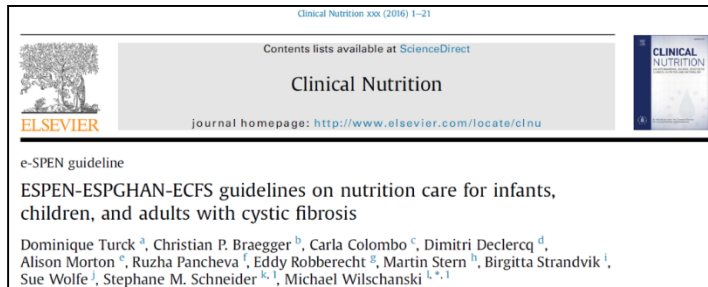 Clinical Nutrition xxx (2016) 1–21
Contents lists available at ScienceDirect
Clinical Nutrition
journal homepage: http://www.elsevier.com/locate/clnu
ELSEVIER
CLINICAL
NUTRITION
e-SPEN guideline
ESPEN-ESPGHAN-ECFS guidelines on nutrition care for infants,
children, and adults with cystic fibrosis
Dominique Turck a, Christian P. Braegger b, Carla Colombo c, Dimitri Declercq d,
Alison Morton e, Ruzha Pancheva f, Eddy Robberecht g, Martin Stern h, Birgitta Strandvik i,
Sue Wolfe j, Stephane M. Schneider k, 1, Michael Wilschanski l, *, 1